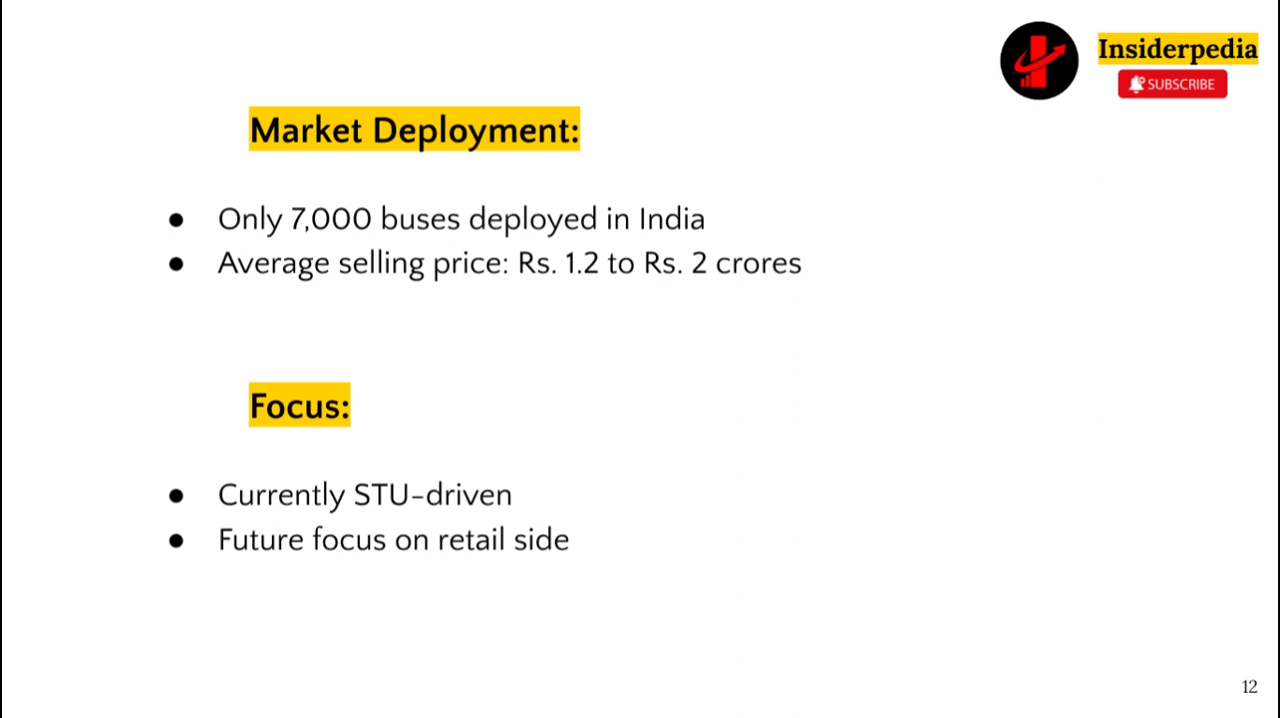 Insiderpedia
SUBSCRIBE
Market Deployment:
● Only 7,000 buses deployed in India
● Average selling price: Rs. 1.2 to Rs. 2 crores
Focus:
● Currently STU-driven
● Future focus on retail side
12